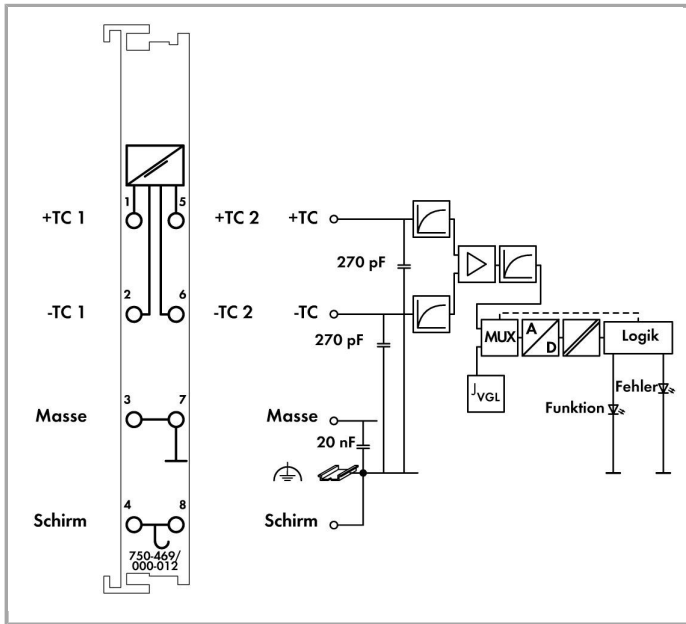 1
5
+TC 1
+TC 2
+TC
270 pF
2
6
-TC 1
-TC 2
-TC
270 pF
MUX
A
D
Logik
JVGL
Fehler
Funktion
3
7
Masse
Masse
20 nF
4
8
Schirm
Schirm
750-469/
000-012